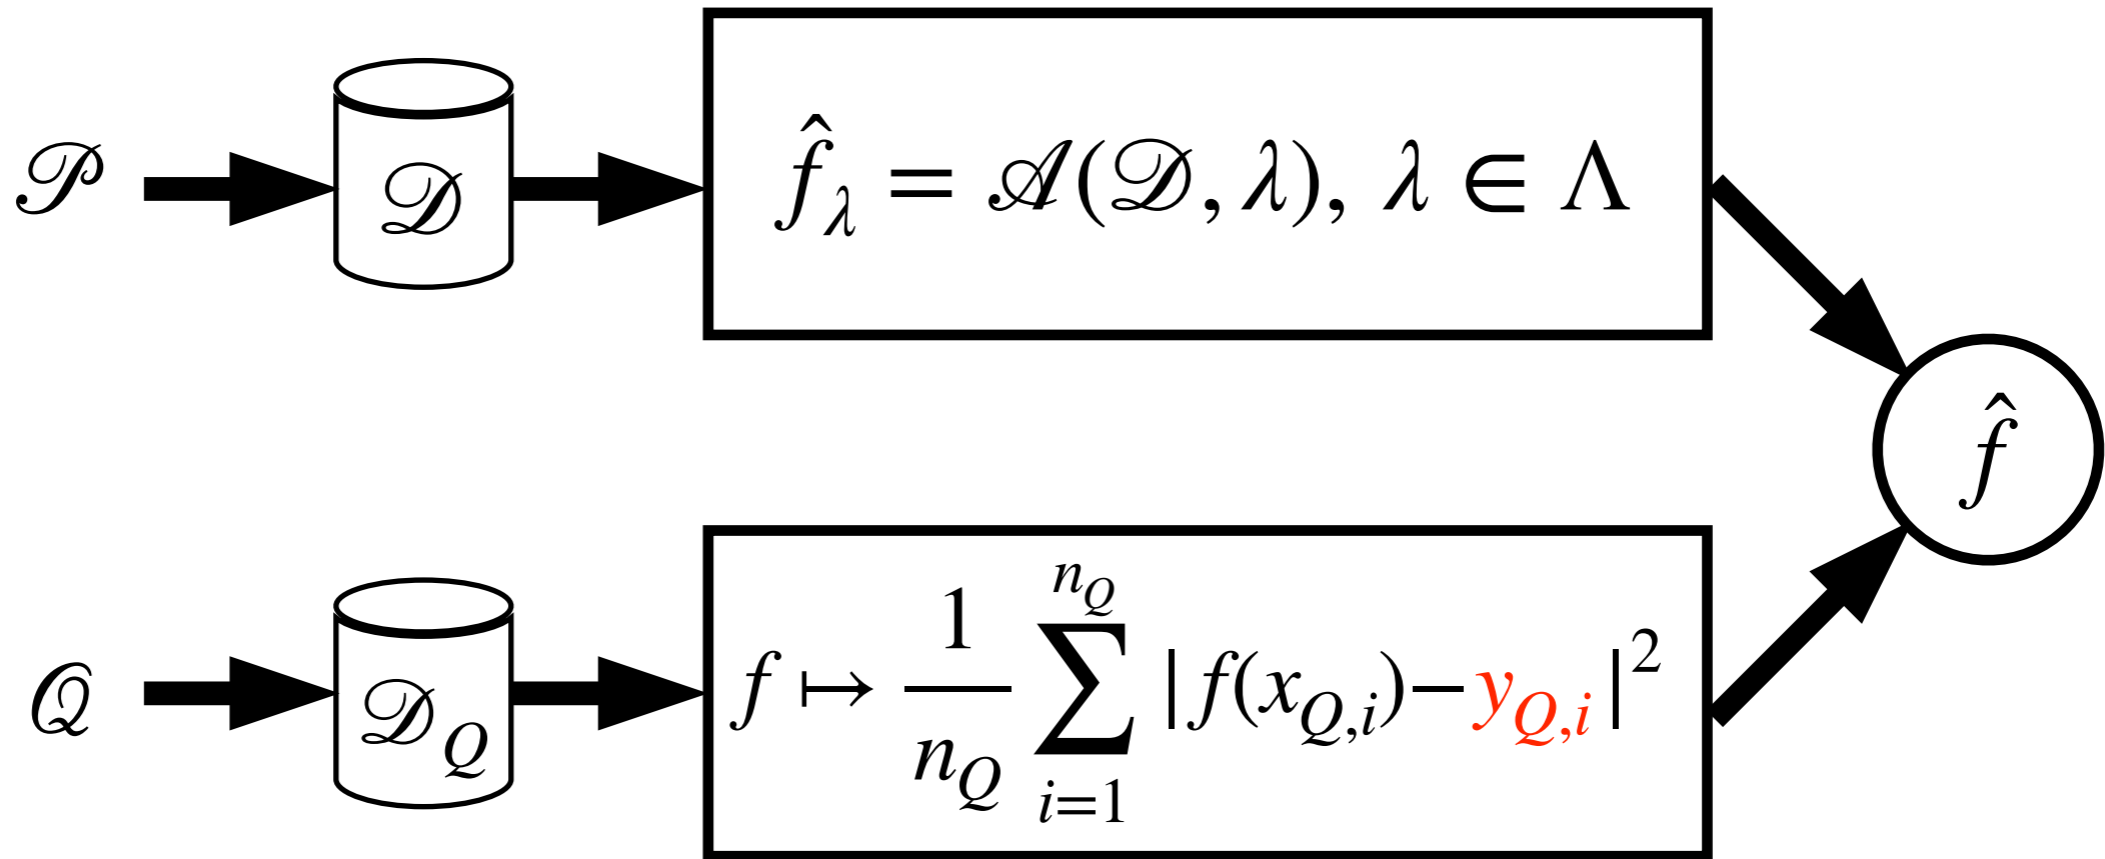 𝒫
𝒟
f̂_λ = 𝒜(𝒟, λ), λ ∈ Λ
f̂
𝒬
𝒟_Q
f ↦ 1/n_Q ∑_{i=1}^{n_Q} |f(x_{Q,i}) − y_{Q,i}|²